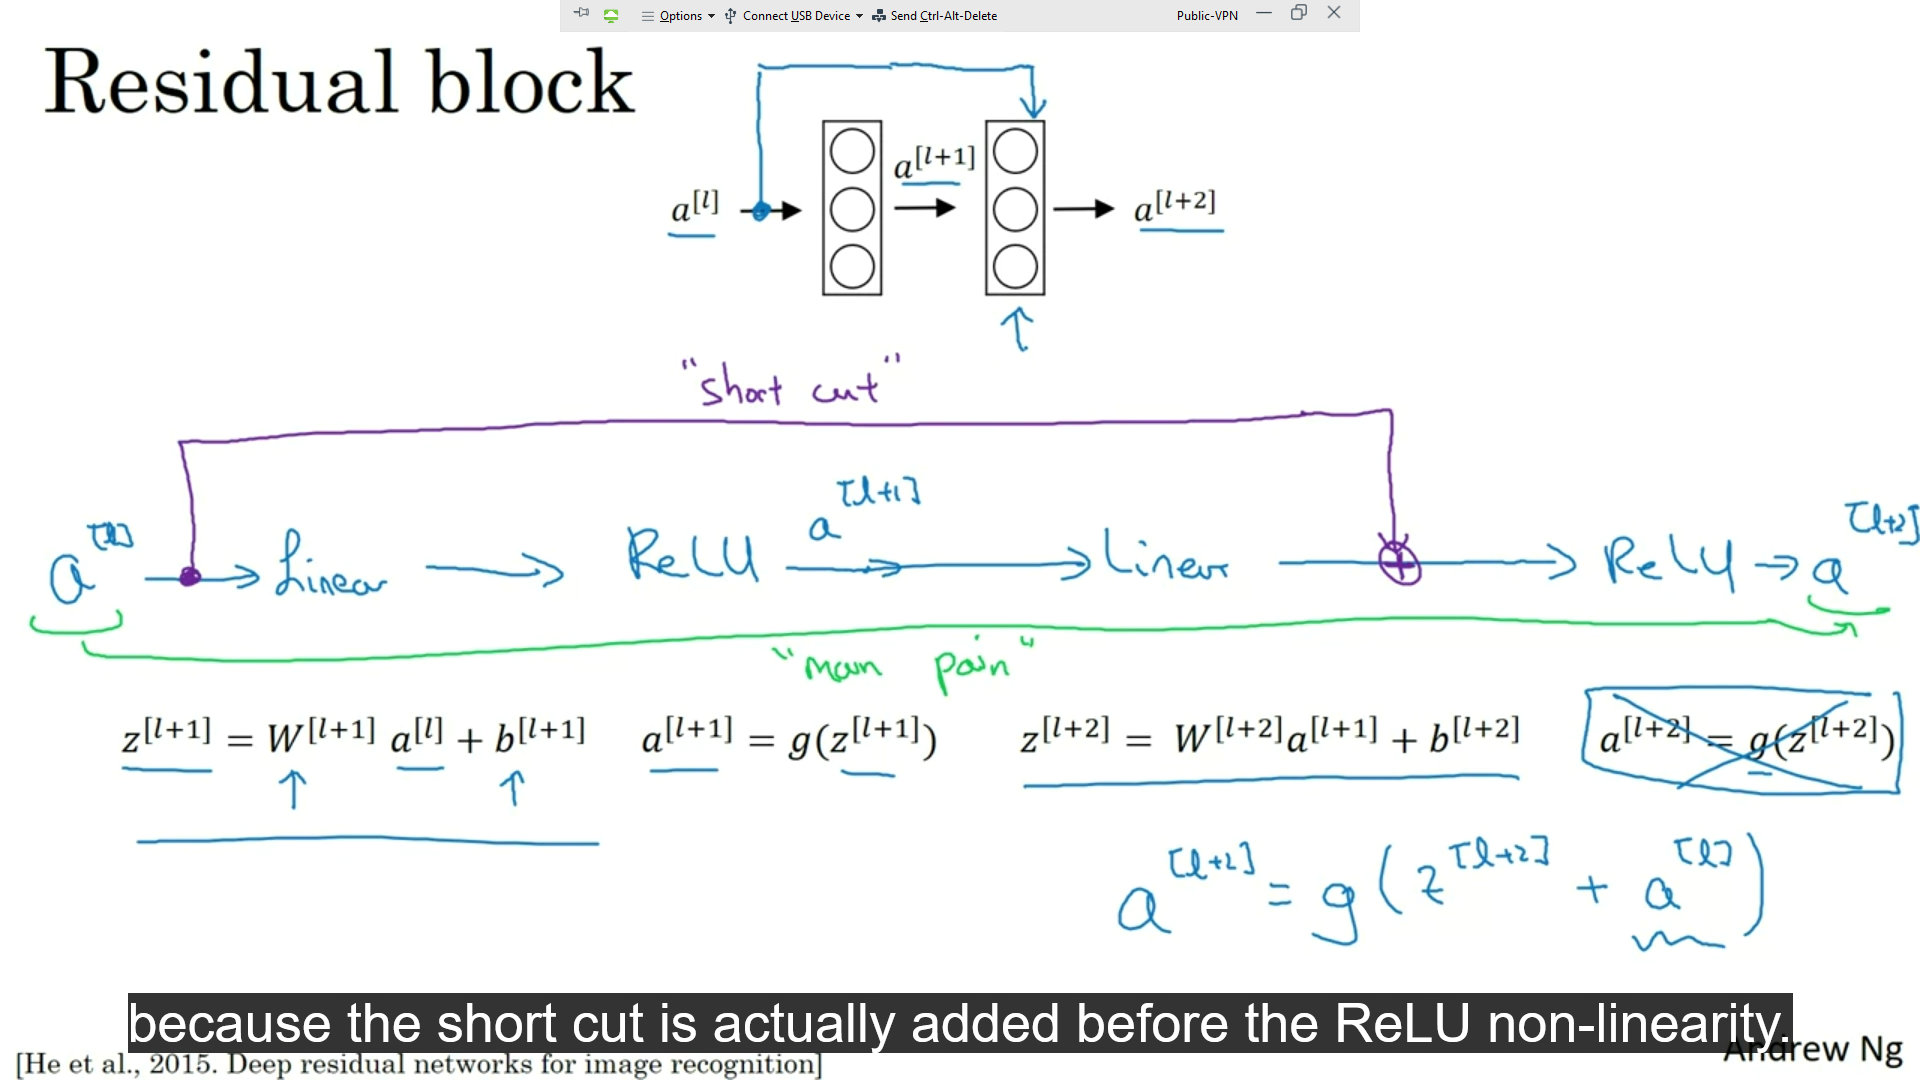 Options Connect USB Device Send Ctrl-Alt-Delete Public-VPN
Residual block
a^[l] a^[l+1] a^[l+2]
"short cut"
a^[l] → Linear → ReLU a^[l+1] → Linear → ReLU → a^[l+2]
"main path"
z^[l+1] = W^[l+1] a^[l] + b^[l+1] a^[l+1] = g(z^[l+1]) z^[l+2] = W^[l+2]a^[l+1] + b^[l+2] a^[l+2] = g(z^[l+2])
a^[l+2] = g(z^[l+2] + a^[l])
because the short cut is actually added before the ReLU non-linearity.
[He et al., 2015. Deep residual networks for image recognition]
Andrew Ng